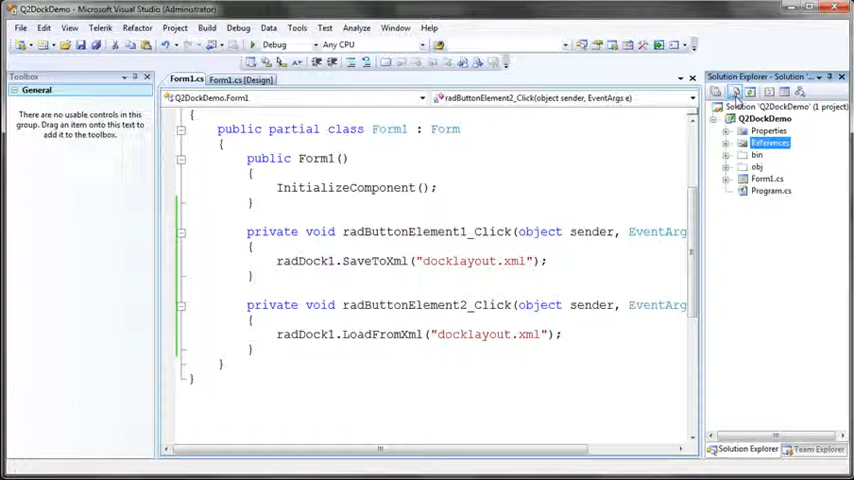 Q2DockDemo - Microsoft Visual Studio
File Edit View Telerik Refactor Project Build Debug Data Tools Test Analyze Window Help
Debug Any CPU
Toolbox
General
There are no usable controls in this
group. Drag an item onto this text to
add it to the toolbox.
Form1.cs Form1.cs [Design]
Q2DockDemo.Form1 radButtonElement2_Click(object sender, EventArgs e)
{
public partial class Form1 : Form
{
public Form1()
{
InitializeComponent();
}
private void radButtonElement1_Click(object sender, EventArg
{
radDock1.SaveToXml("docklayout.xml");
}
private void radButtonElement2_Click(object sender, EventArg
{
radDock1.LoadFromXml("docklayout.xml");
}
}
}
Solution Explorer - Solution '...
Solution 'Q2DockDemo' (1 project)
Q2DockDemo
Properties
References
bin
obj
Form1.cs
Program.cs
Solution Explorer Team Explorer